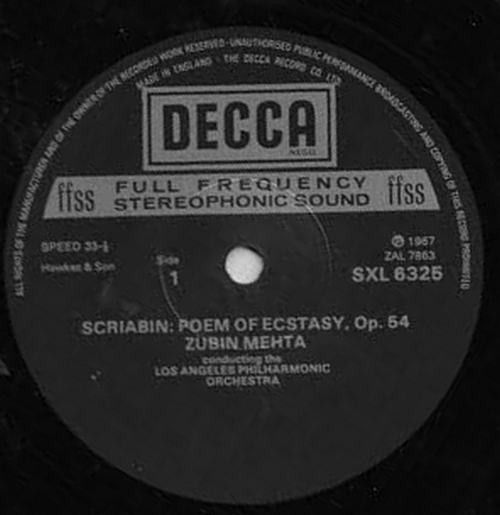 ALL RIGHTS OF THE MANUFACTURER AND OF THE OWNER OF THE RECORDED WORK RESERVED · UNAUTHORISED PUBLIC PERFORMANCE BROADCASTING AND COPYING OF THIS RECORD PROHIBITED
MADE IN ENGLAND · THE DECCA RECORD CO. LTD.
DECCA
REGD.
ffss FULL FREQUENCY ffss
STEREOPHONIC SOUND
SPEED 33⅓
Hawkes & Son
Side
1
℗ 1967
ZAL 7863
SXL 6325
SCRIABIN: POEM OF ECSTASY, Op. 54
ZUBIN MEHTA
conducting the
LOS ANGELES PHILHARMONIC
ORCHESTRA